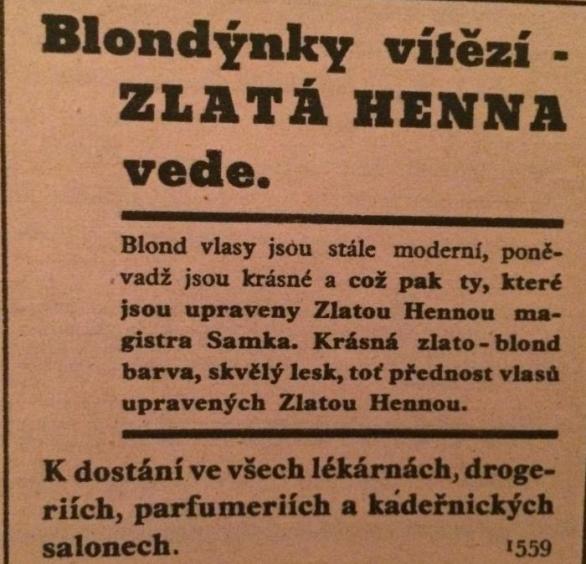 Blondýnky vítězí -
ZLATÁ HENNA
vede.
Blond vlasy jsou stále moderní, poně-
vadž jsou krásné a což pak ty, které
jsou upraveny Zlatou Hennou ma-
gistra Samka. Krásná zlato-blond
barva, skvělý lesk, toť přednost vlasů
upravených Zlatou Hennou.
K dostání ve všech lékárnách, droge-
riích, parfumeriích a kadeřnických
salonech. 1559